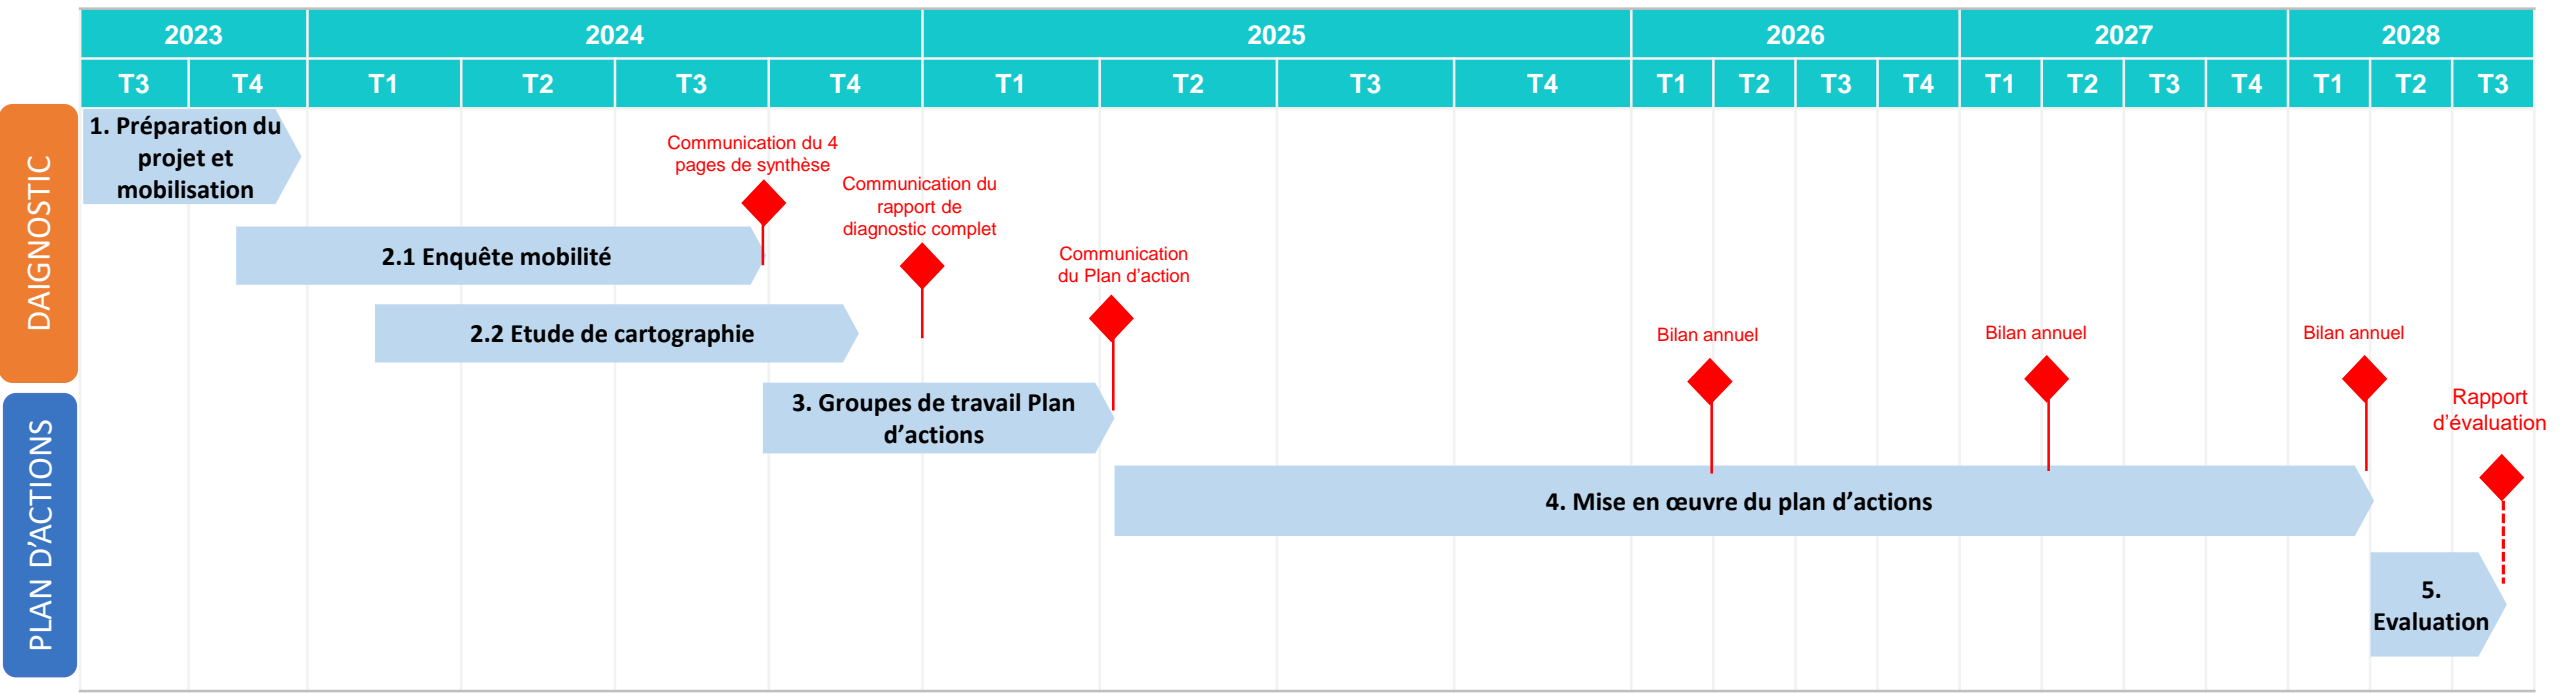 2023 2024 2025 2026 2027 2028
T3 T4 T1 T2 T3 T4 T1 T2 T3 T4 T1 T2 T3 T4 T1 T2 T3 T4 T1 T2 T3
DAIGNOSTIC
1. Préparation du
projet et
mobilisation
Communication du 4
pages de synthèse
Communication du
rapport de
diagnostic complet
2.1 Enquête mobilité
Communication
du Plan d’action
2.2 Etude de cartographie
Bilan annuel
Bilan annuel
Bilan annuel
PLAN D’ACTIONS
3. Groupes de travail Plan
d’actions
Rapport
d’évaluation
4. Mise en œuvre du plan d’actions
5.
Evaluation